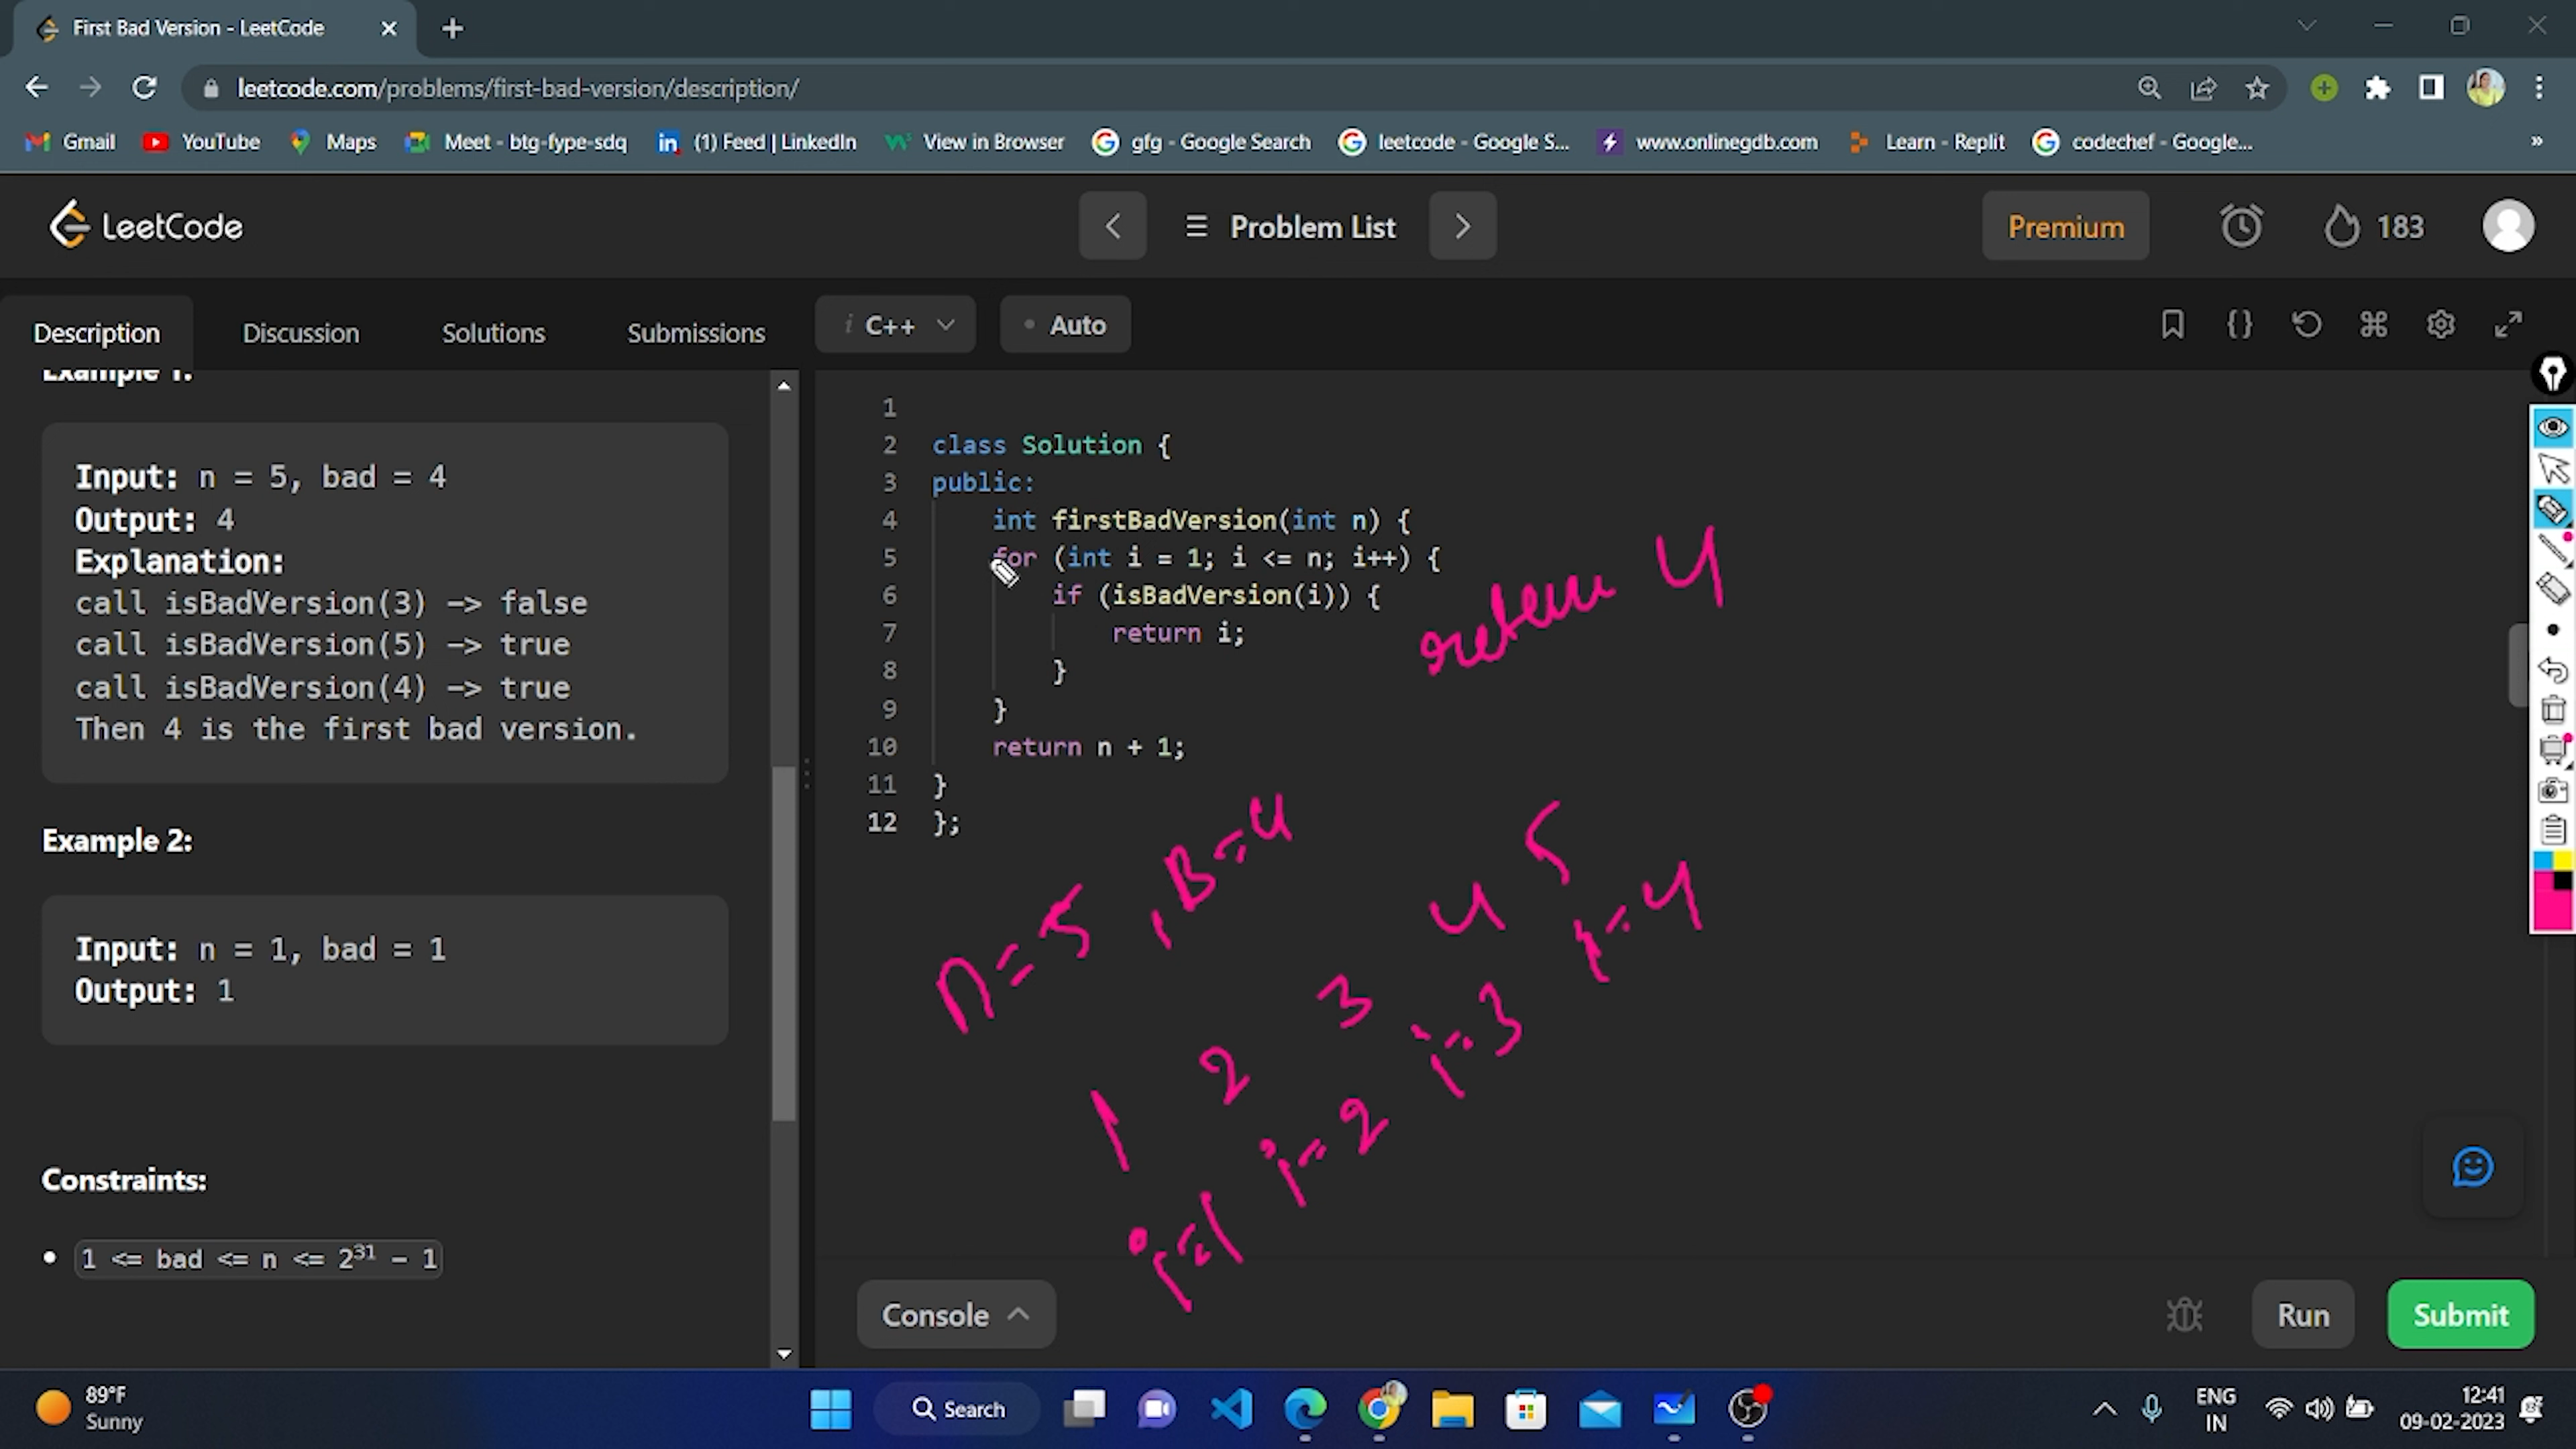 First Bad Version - LeetCode
leetcode.com/problems/first-bad-version/description/
Gmail YouTube Maps Meet - btg-fype-sdq (1) Feed | LinkedIn View in Browser gfg - Google Search leetcode - Google S... www.onlinegdb.com Learn - Replit codechef - Google... »
LeetCode Problem List Premium 183
Description Discussion Solutions Submissions
Example 1:
Input: n = 5, bad = 4
Output: 4
Explanation:
call isBadVersion(3) -> false
call isBadVersion(5) -> true
call isBadVersion(4) -> true
Then 4 is the first bad version.
Example 2:
Input: n = 1, bad = 1
Output: 1
Constraints:
1 <= bad <= n <= 2³¹ - 1
i C++ Auto
1
2 class Solution {
3 public:
4 int firstBadVersion(int n) {
5 for (int i = 1; i <= n; i++) {
6 if (isBadVersion(i)) {
7 return i;
8 }
9 }
10 return n + 1;
11 }
12 };
return 4
n=5, B=4
1 2 3 4 5
i=1 i=2 i=3 i=4
Console Run Submit
89°F
Sunny
Search
ENG
IN
12:41
09-02-2023